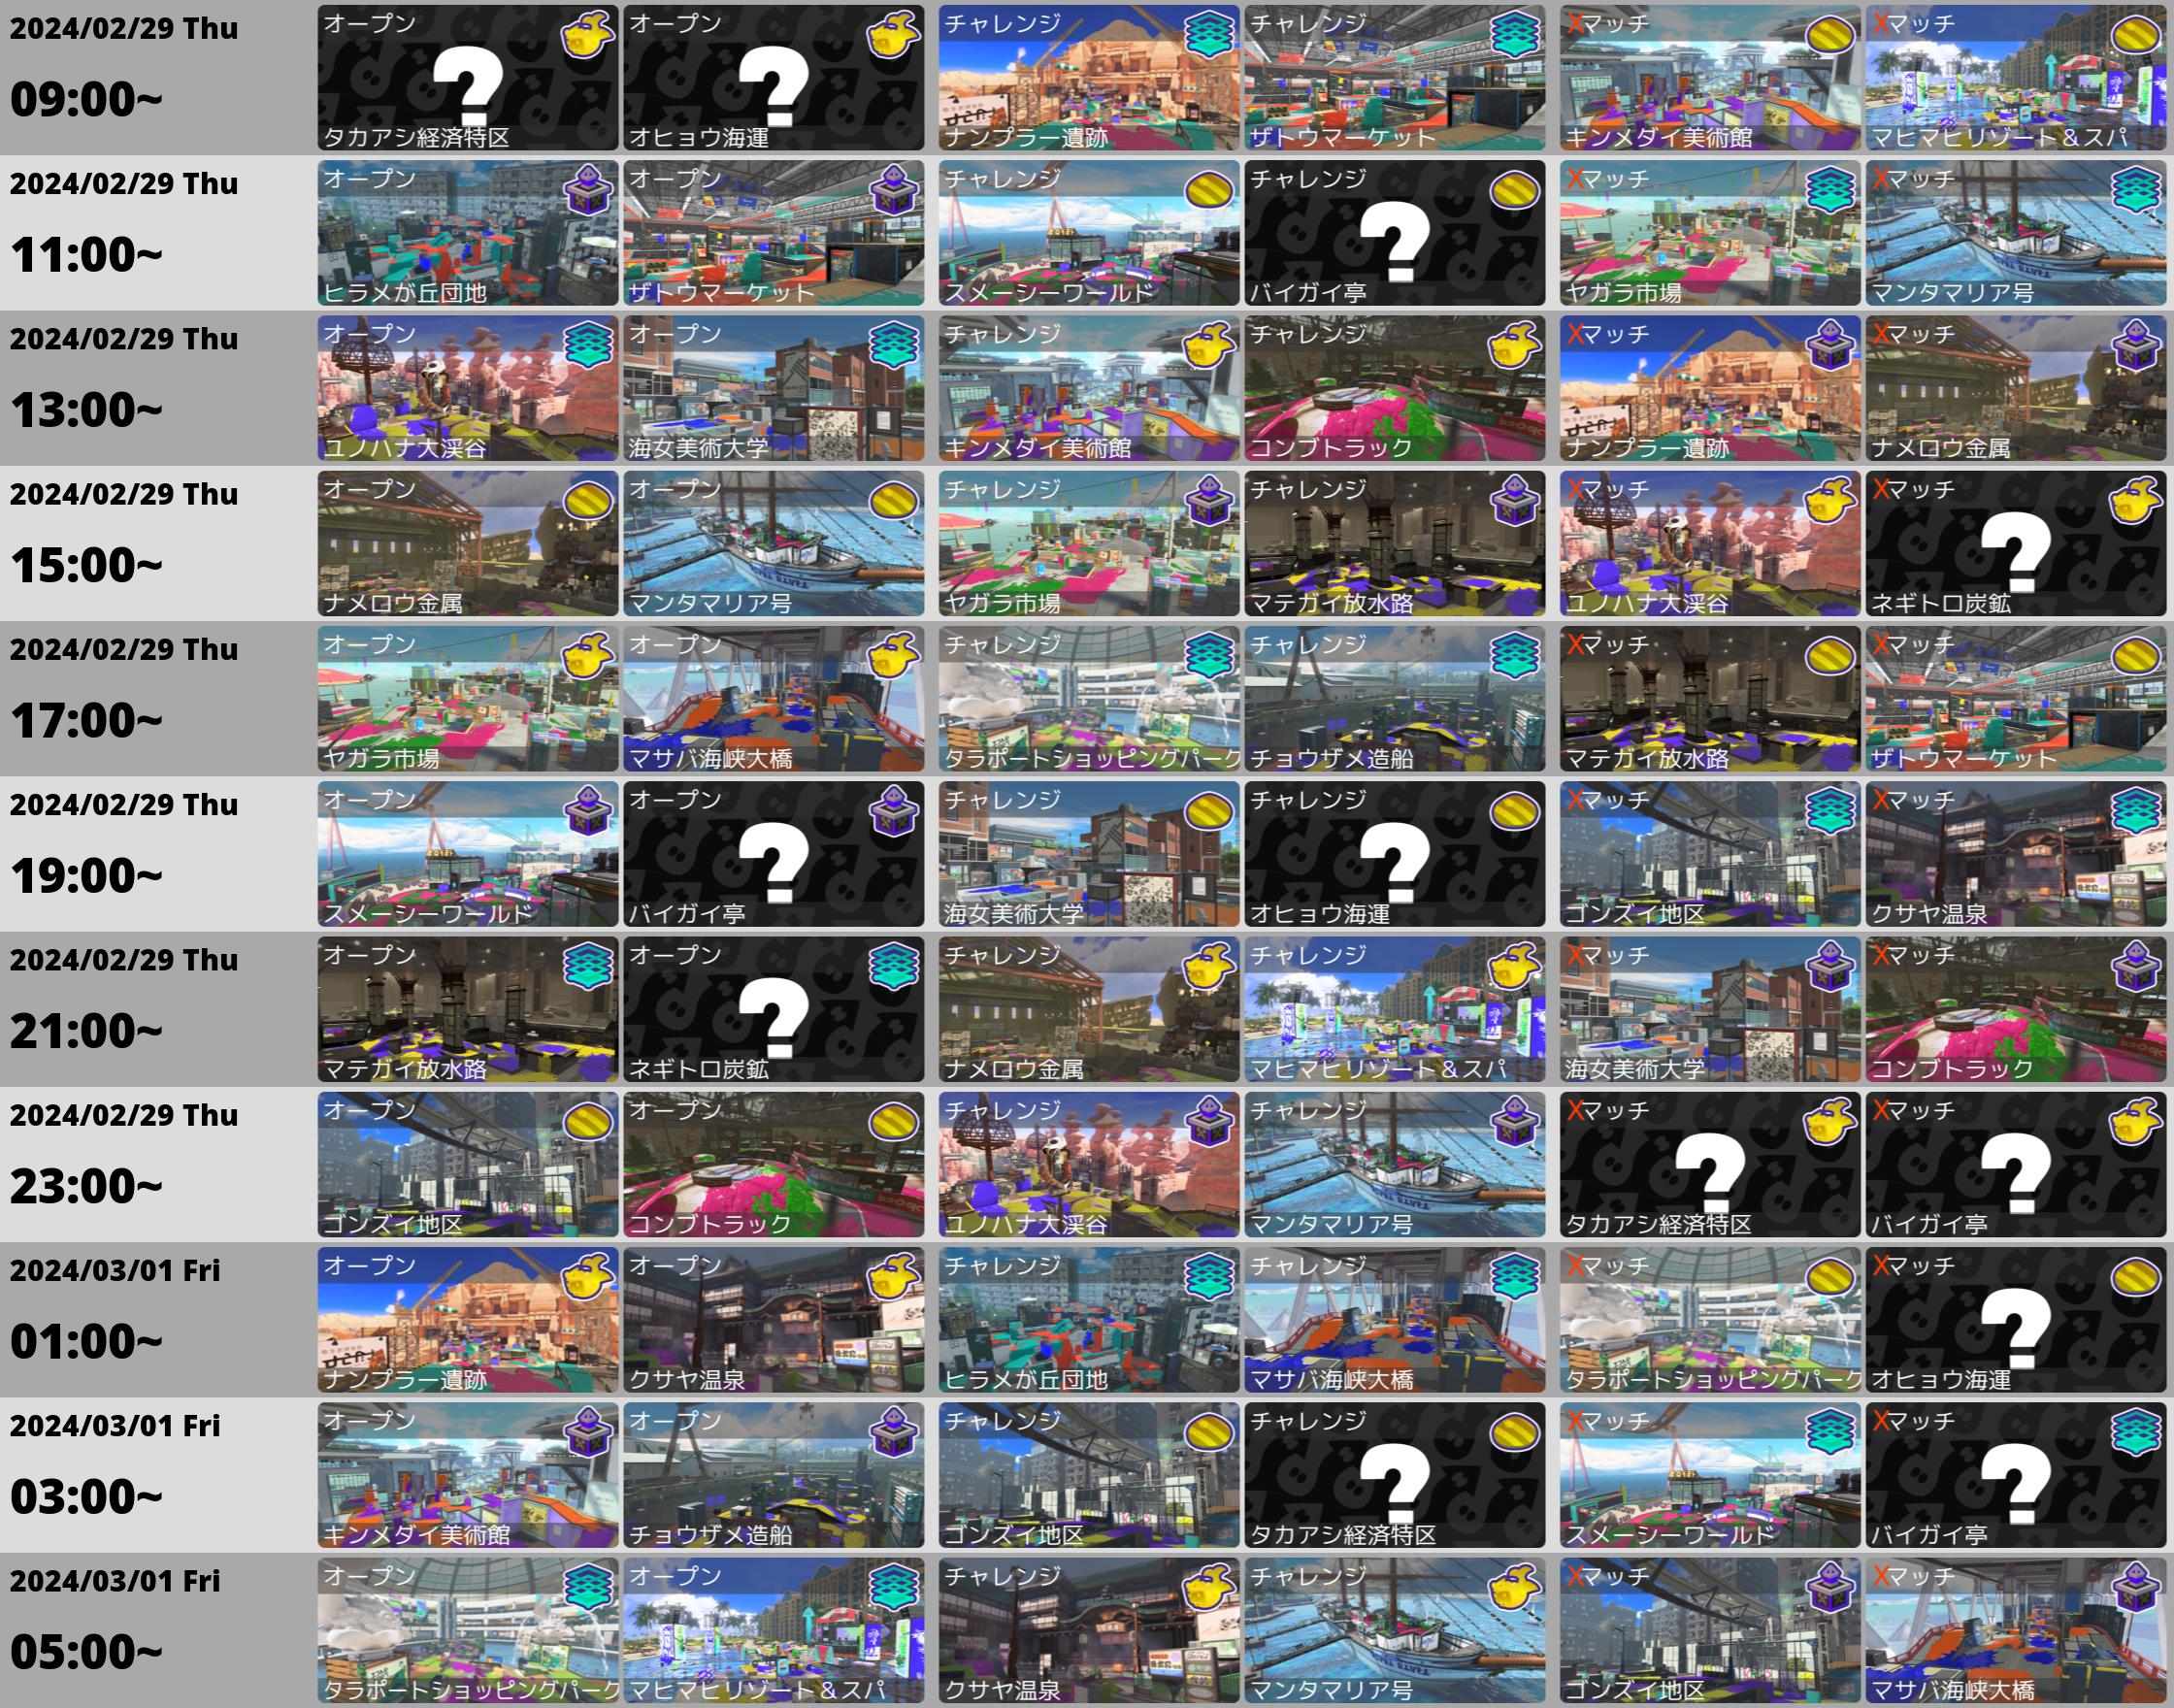 2024/02/29 Thu
09:00~
オープン
タカアシ経済特区
オープン
オヒョウ海運
チャレンジ
ナンプラー遺跡
チャレンジ
ザトウマーケット
Xマッチ
キンメダイ美術館
Xマッチ
マヒマヒリゾート＆スパ
2024/02/29 Thu
11:00~
オープン
ヒラメが丘団地
オープン
ザトウマーケット
チャレンジ
スメーシーワールド
チャレンジ
バイガイ亭
Xマッチ
ヤガラ市場
Xマッチ
マンタマリア号
2024/02/29 Thu
13:00~
オープン
ユノハナ大渓谷
オープン
海女美術大学
チャレンジ
キンメダイ美術館
チャレンジ
コンブトラック
Xマッチ
ナンプラー遺跡
Xマッチ
ナメロウ金属
2024/02/29 Thu
15:00~
オープン
ナメロウ金属
オープン
マンタマリア号
チャレンジ
ヤガラ市場
チャレンジ
マテガイ放水路
Xマッチ
ユノハナ大渓谷
Xマッチ
ネギトロ炭鉱
2024/02/29 Thu
17:00~
オープン
ヤガラ市場
オープン
マサバ海峡大橋
チャレンジ
タラポートショッピングパーク
チャレンジ
チョウザメ造船
Xマッチ
マテガイ放水路
Xマッチ
ザトウマーケット
2024/02/29 Thu
19:00~
オープン
スメーシーワールド
オープン
バイガイ亭
チャレンジ
海女美術大学
チャレンジ
オヒョウ海運
Xマッチ
ゴンズイ地区
Xマッチ
クサヤ温泉
2024/02/29 Thu
21:00~
オープン
マテガイ放水路
オープン
ネギトロ炭鉱
チャレンジ
ナメロウ金属
チャレンジ
マヒマヒリゾート＆スパ
Xマッチ
海女美術大学
Xマッチ
コンブトラック
2024/02/29 Thu
23:00~
オープン
ゴンズイ地区
オープン
コンブトラック
チャレンジ
ユノハナ大渓谷
チャレンジ
マンタマリア号
Xマッチ
タカアシ経済特区
Xマッチ
バイガイ亭
2024/03/01 Fri
01:00~
オープン
ナンプラー遺跡
オープン
クサヤ温泉
チャレンジ
ヒラメが丘団地
チャレンジ
マサバ海峡大橋
Xマッチ
タラポートショッピングパーク
Xマッチ
オヒョウ海運
2024/03/01 Fri
03:00~
オープン
キンメダイ美術館
オープン
チョウザメ造船
チャレンジ
ゴンズイ地区
チャレンジ
タカアシ経済特区
Xマッチ
スメーシーワールド
Xマッチ
バイガイ亭
2024/03/01 Fri
05:00~
オープン
タラポートショッピングパーク
オープン
マヒマヒリゾート＆スパ
チャレンジ
クサヤ温泉
チャレンジ
マンタマリア号
Xマッチ
ゴンズイ地区
Xマッチ
マサバ海峡大橋